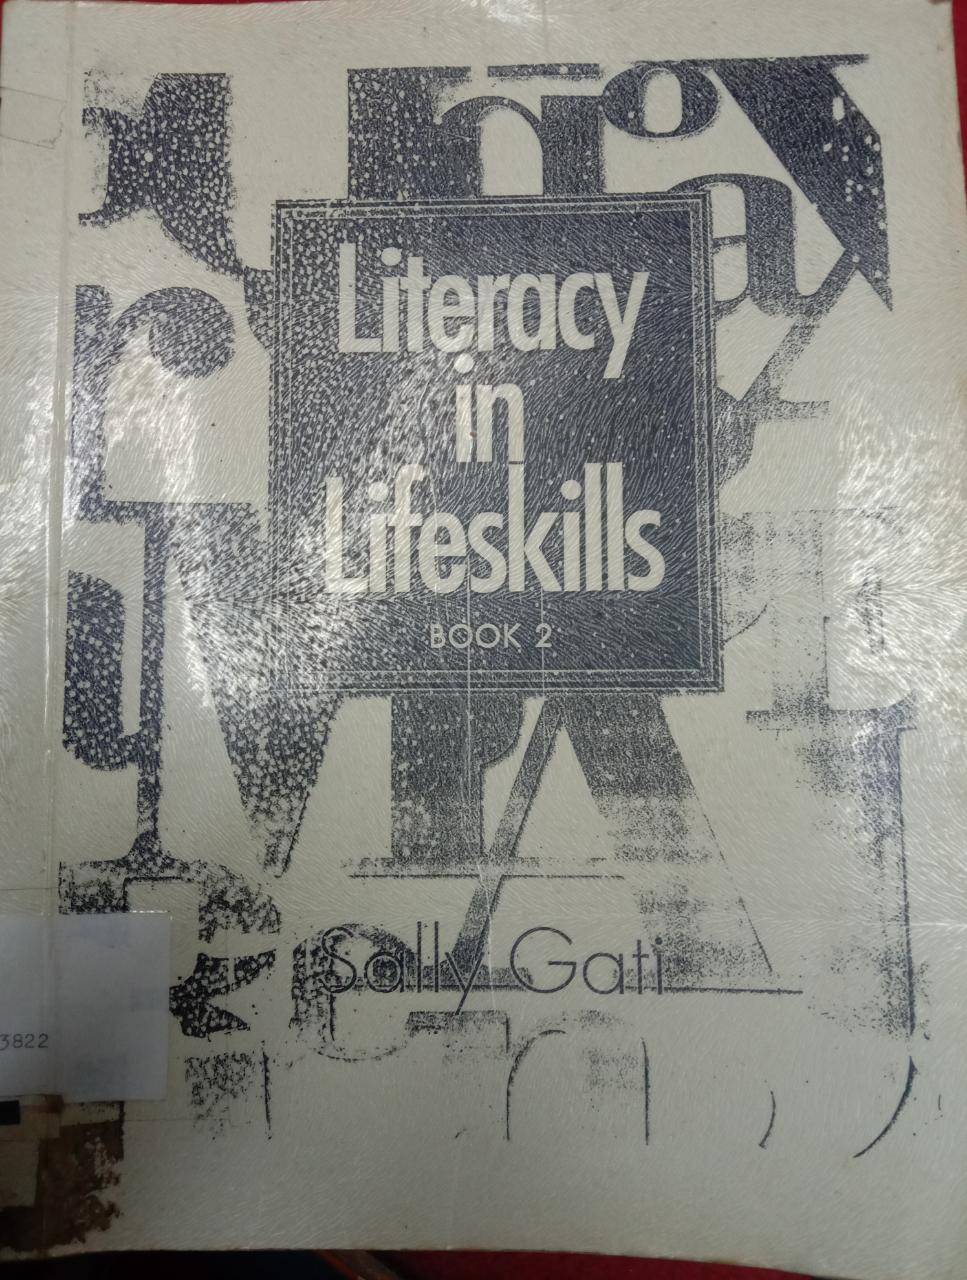 Literacy
in
Lifeskills
BOOK 2
Sally Gati
3822